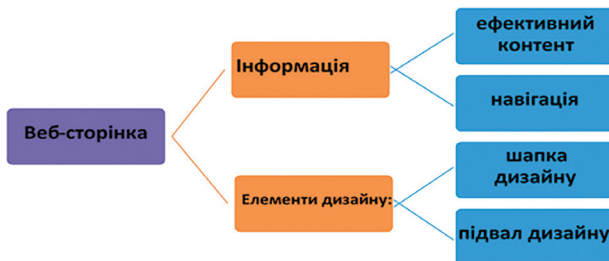 Веб-сторінка
Інформація
ефективний
контент
навігація
Елементи дизайну:
шапка
дизайну
підвал дизайну